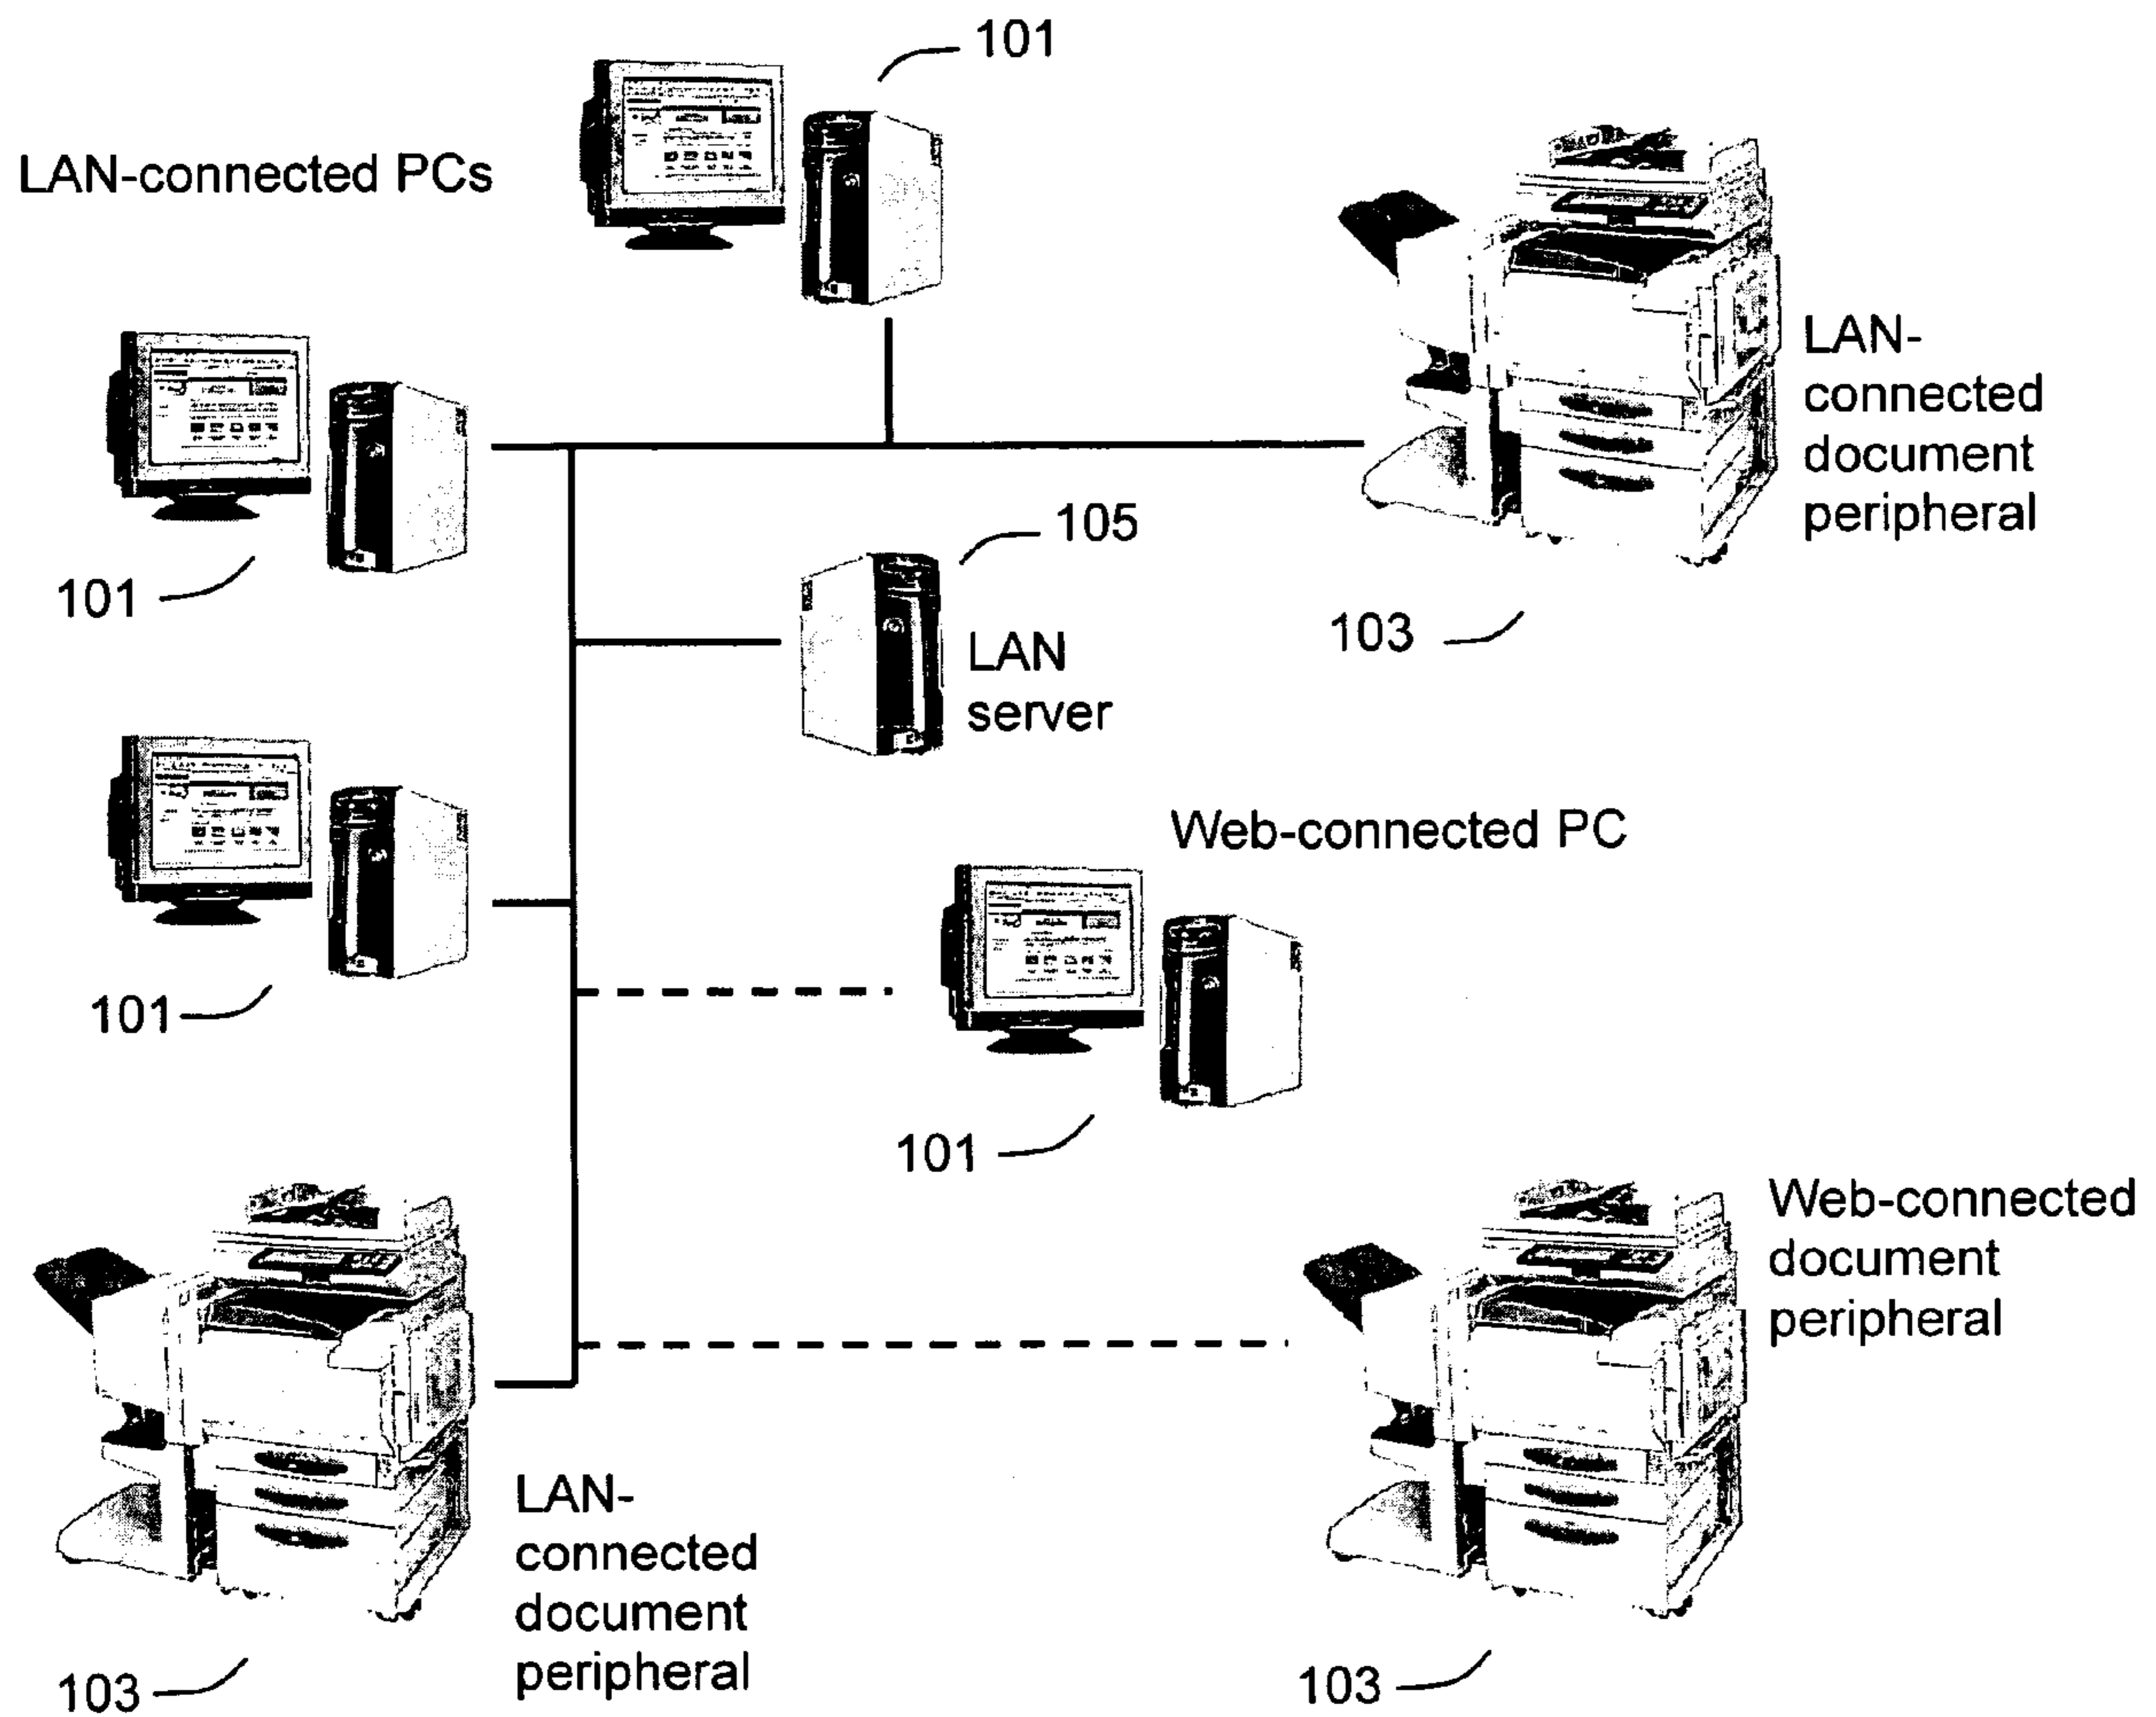 101
LAN-connected PCs
LAN-
connected
document
peripheral
101
105
103
LAN
server
Web-connected PC
101
101
Web-connected
document
peripheral
LAN-
connected
document
peripheral
103
103